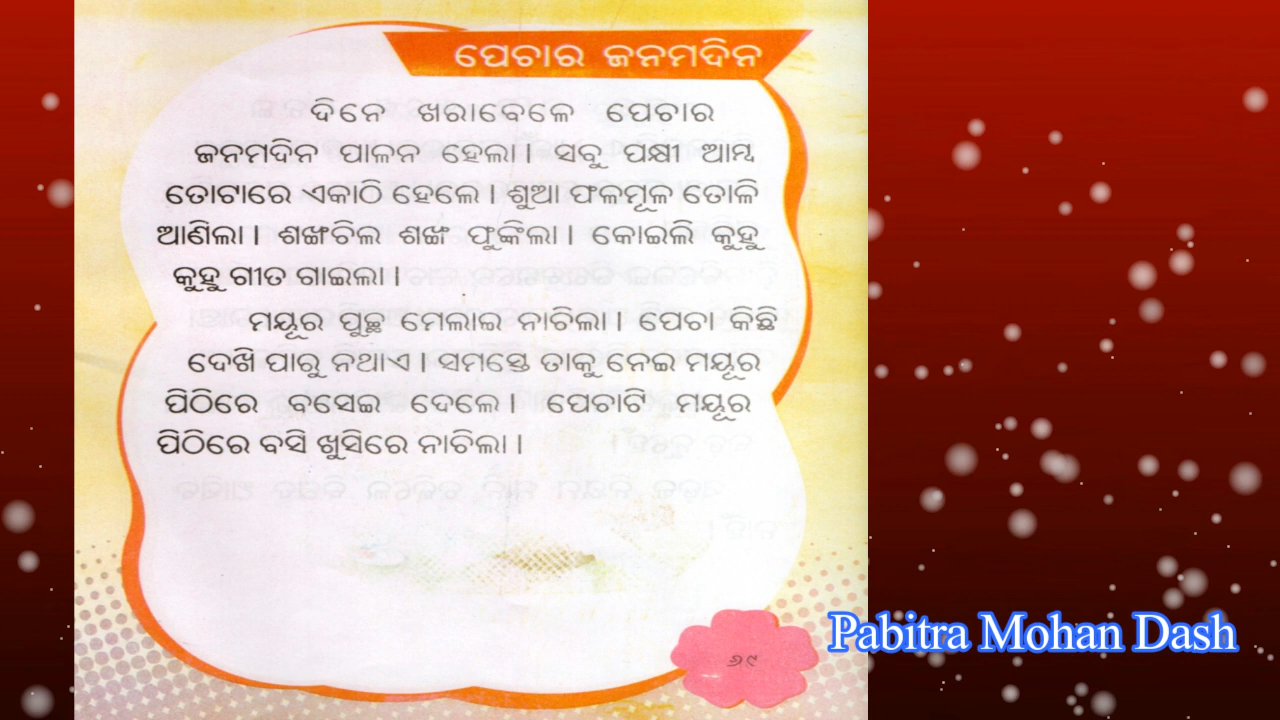 ପେଚାର ଜନମଦିନ
ଦିନେ ଖରାବେଳେ ପେଚାର
ଜନମଦିନ ପାଳନ ହେଲା । ସବୁ ପକ୍ଷୀ ଆମ୍ବ
ତୋଟାରେ ଏକାଠି ହେଲେ । ଶୁଆ ଫଳମୂଳ ତୋଳି
ଆଣିଲା । ଶଙ୍ଖଚିଲ ଶଙ୍ଖ ଫୁଙ୍କିଲା । କୋଇଲି କୁହୁ
କୁହୁ ଗୀତ ଗାଇଲା ।
ମୟୂର ପୁଚ୍ଛ ମେଲାଇ ନାଚିଲା । ପେଚା କିଛି
ଦେଖି ପାରୁ ନଥାଏ । ସମସ୍ତେ ତାକୁ ନେଇ ମୟୂର
ପିଠିରେ ବସେଇ ଦେଲେ । ପେଚାଟି ମୟୂର
ପିଠିରେ ବସି ଖୁସିରେ ନାଚିଲା ।
୬୯
Pabitra Mohan Dash